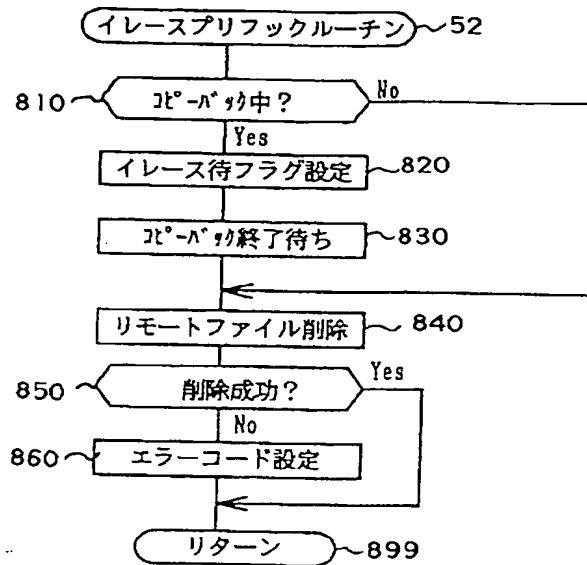 イレースプリフックルーチン 52
810 コピーバック中? No
Yes
イレース待フラグ設定 820
コピーバック終了待ち 830
リモートファイル削除 840
850 削除成功? Yes
No
860 エラーコード設定
リターン 899